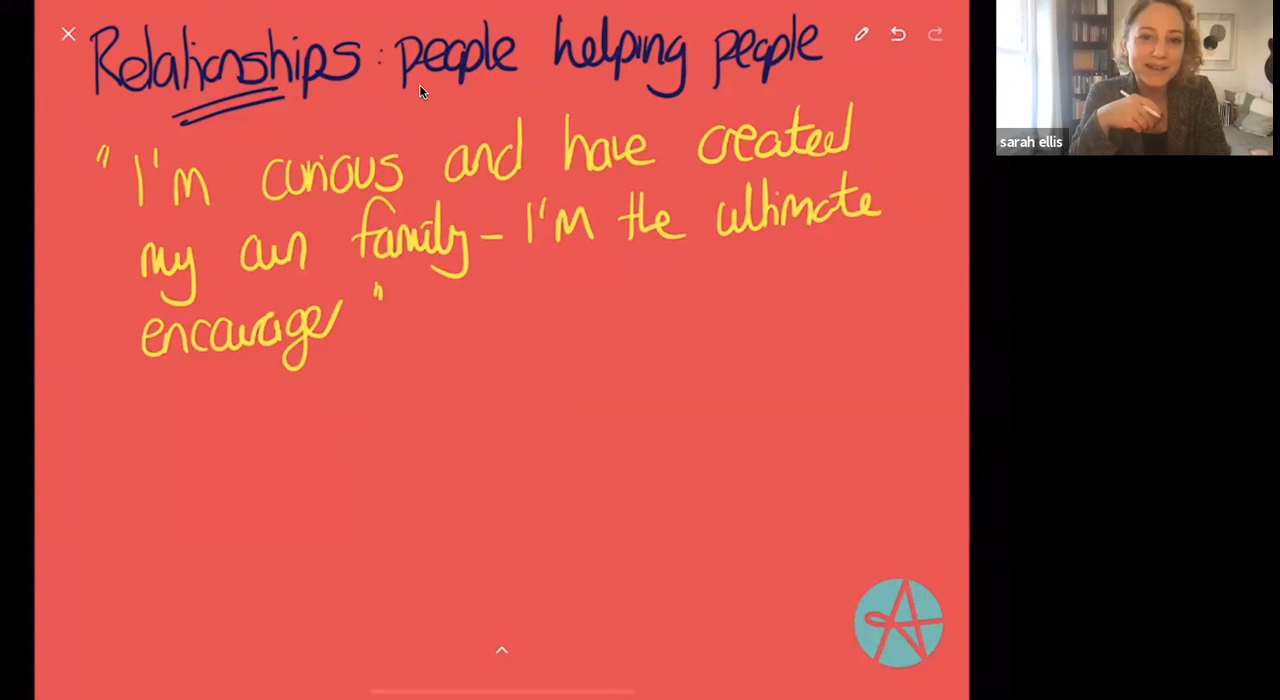 Relationships: people helping people
"I'm curious and have created
my own family - I'm the ultimate
encourager"
sarah ellis